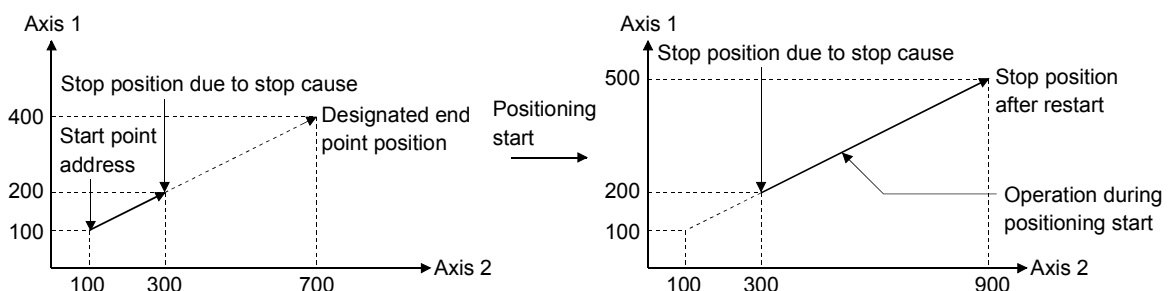 Axis 1
Stop position due to stop cause
400
Designated end
point position
Start point
address
200
100
100
300
700
Axis 2
Positioning
start
Axis 1
Stop position due to stop cause
500
Stop position
after restart
200
Operation during
positioning start
100
100
300
900
Axis 2